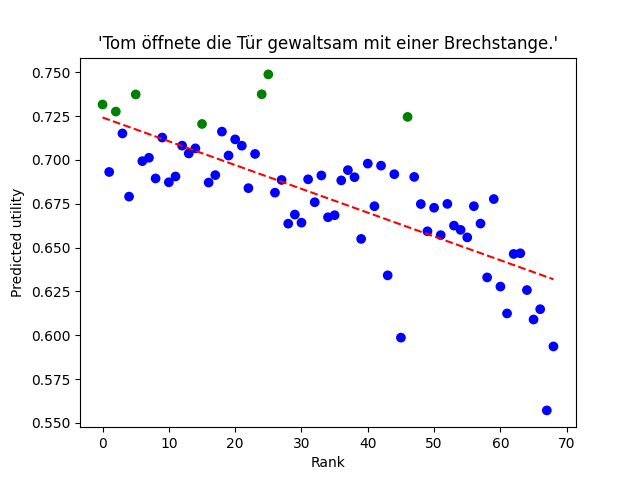 'Tom öffnete die Tür gewaltsam mit einer Brechstange.'
0.750
0.725
0.700
0.675
0.650
0.625
0.600
0.575
0.550
Predicted utility
0 10 20 30 40 50 60 70
Rank